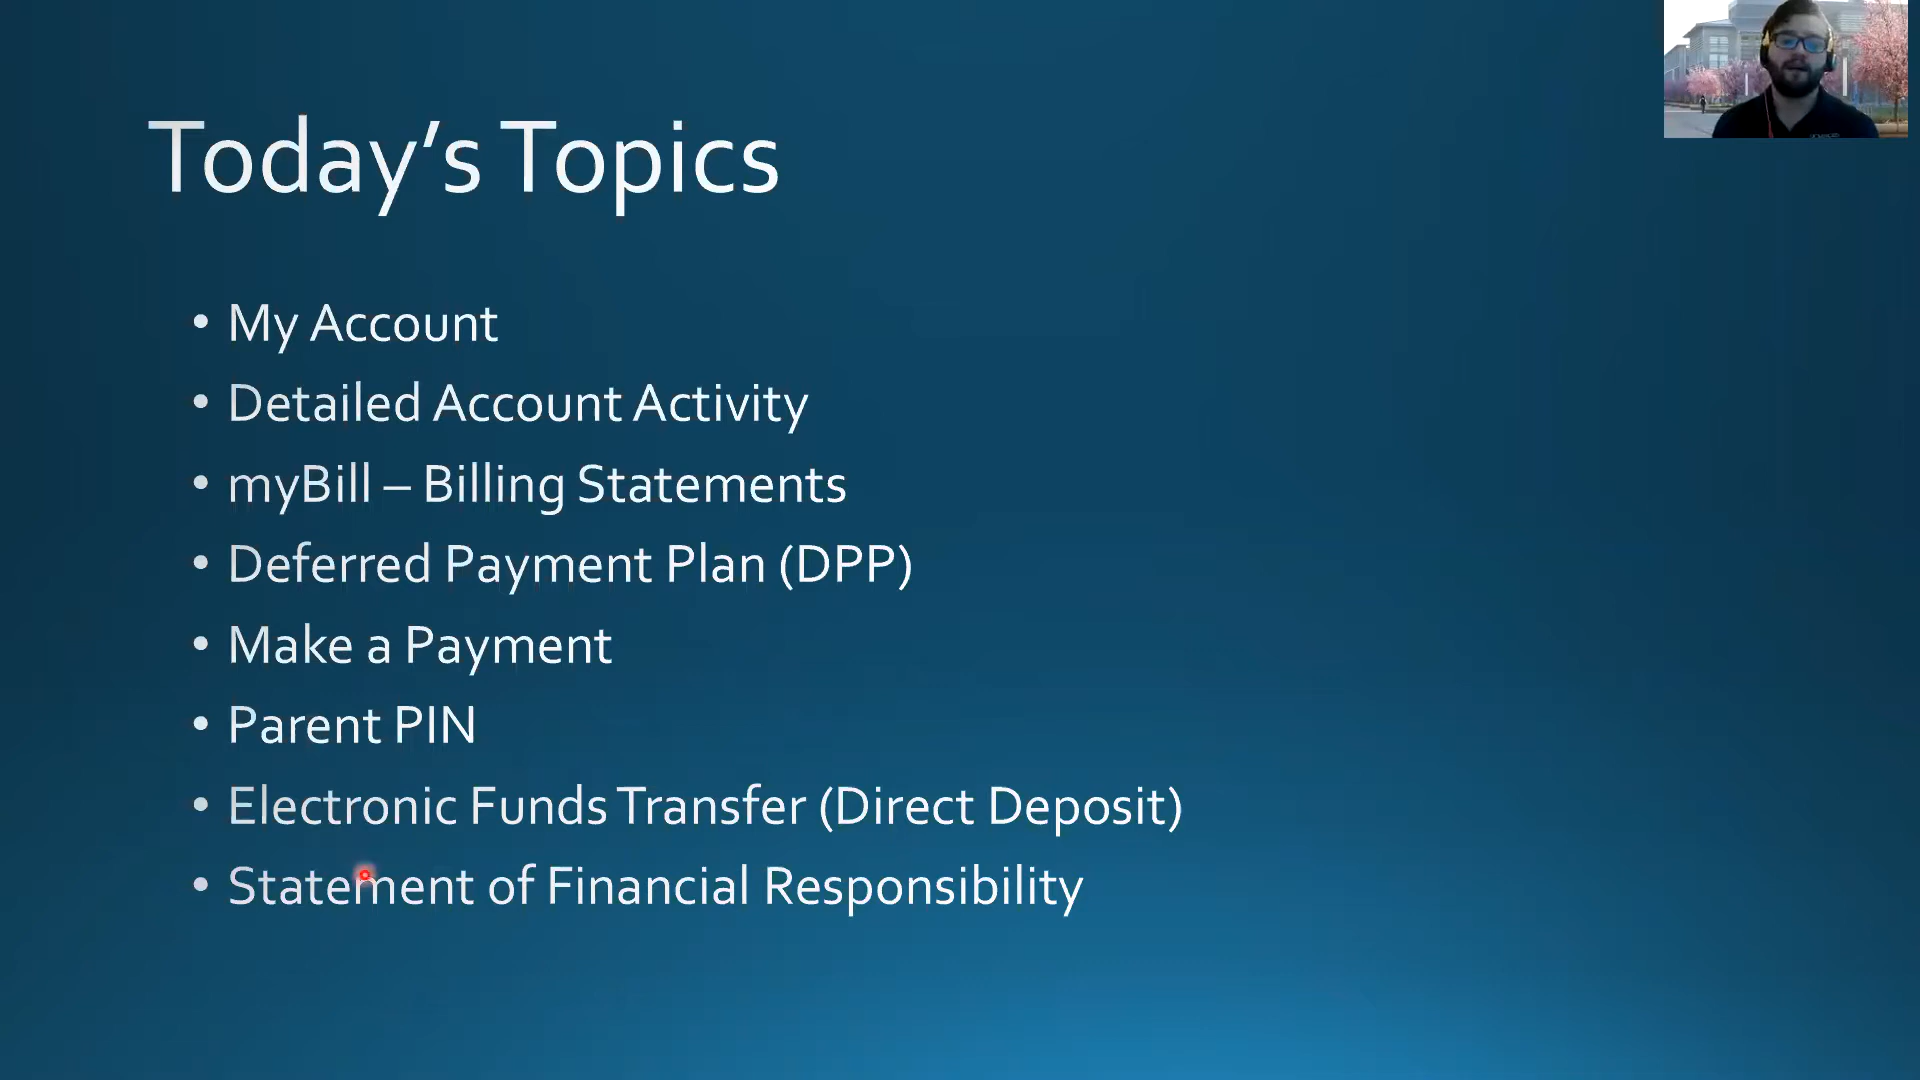 Today’s Topics
• My Account
• Detailed Account Activity
• myBill – Billing Statements
• Deferred Payment Plan (DPP)
• Make a Payment
• Parent PIN
• Electronic Funds Transfer (Direct Deposit)
• Statement of Financial Responsibility